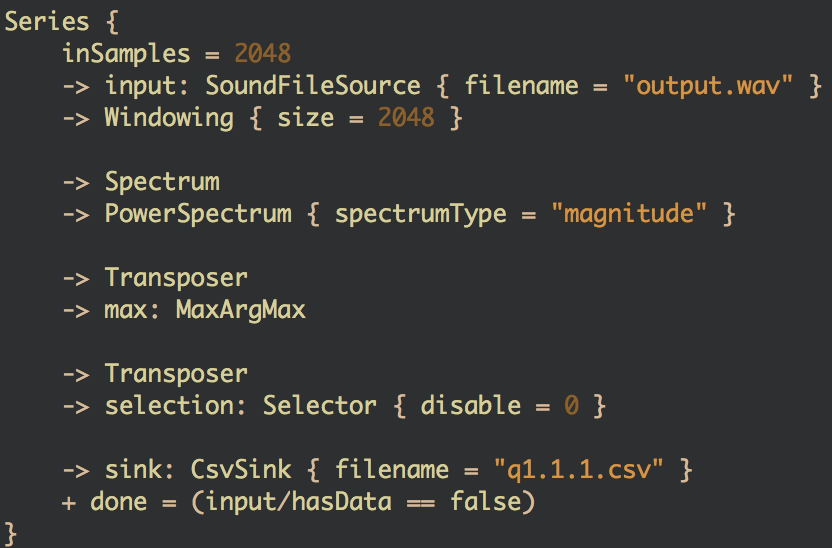 Series {
    inSamples = 2048
    -> input: SoundFileSource { filename = "output.wav" }
    -> Windowing { size = 2048 }

    -> Spectrum
    -> PowerSpectrum { spectrumType = "magnitude" }

    -> Transposer
    -> max: MaxArgMax

    -> Transposer
    -> selection: Selector { disable = 0 }

    -> sink: CsvSink { filename = "q1.1.1.csv" }
    + done = (input/hasData == false)
}